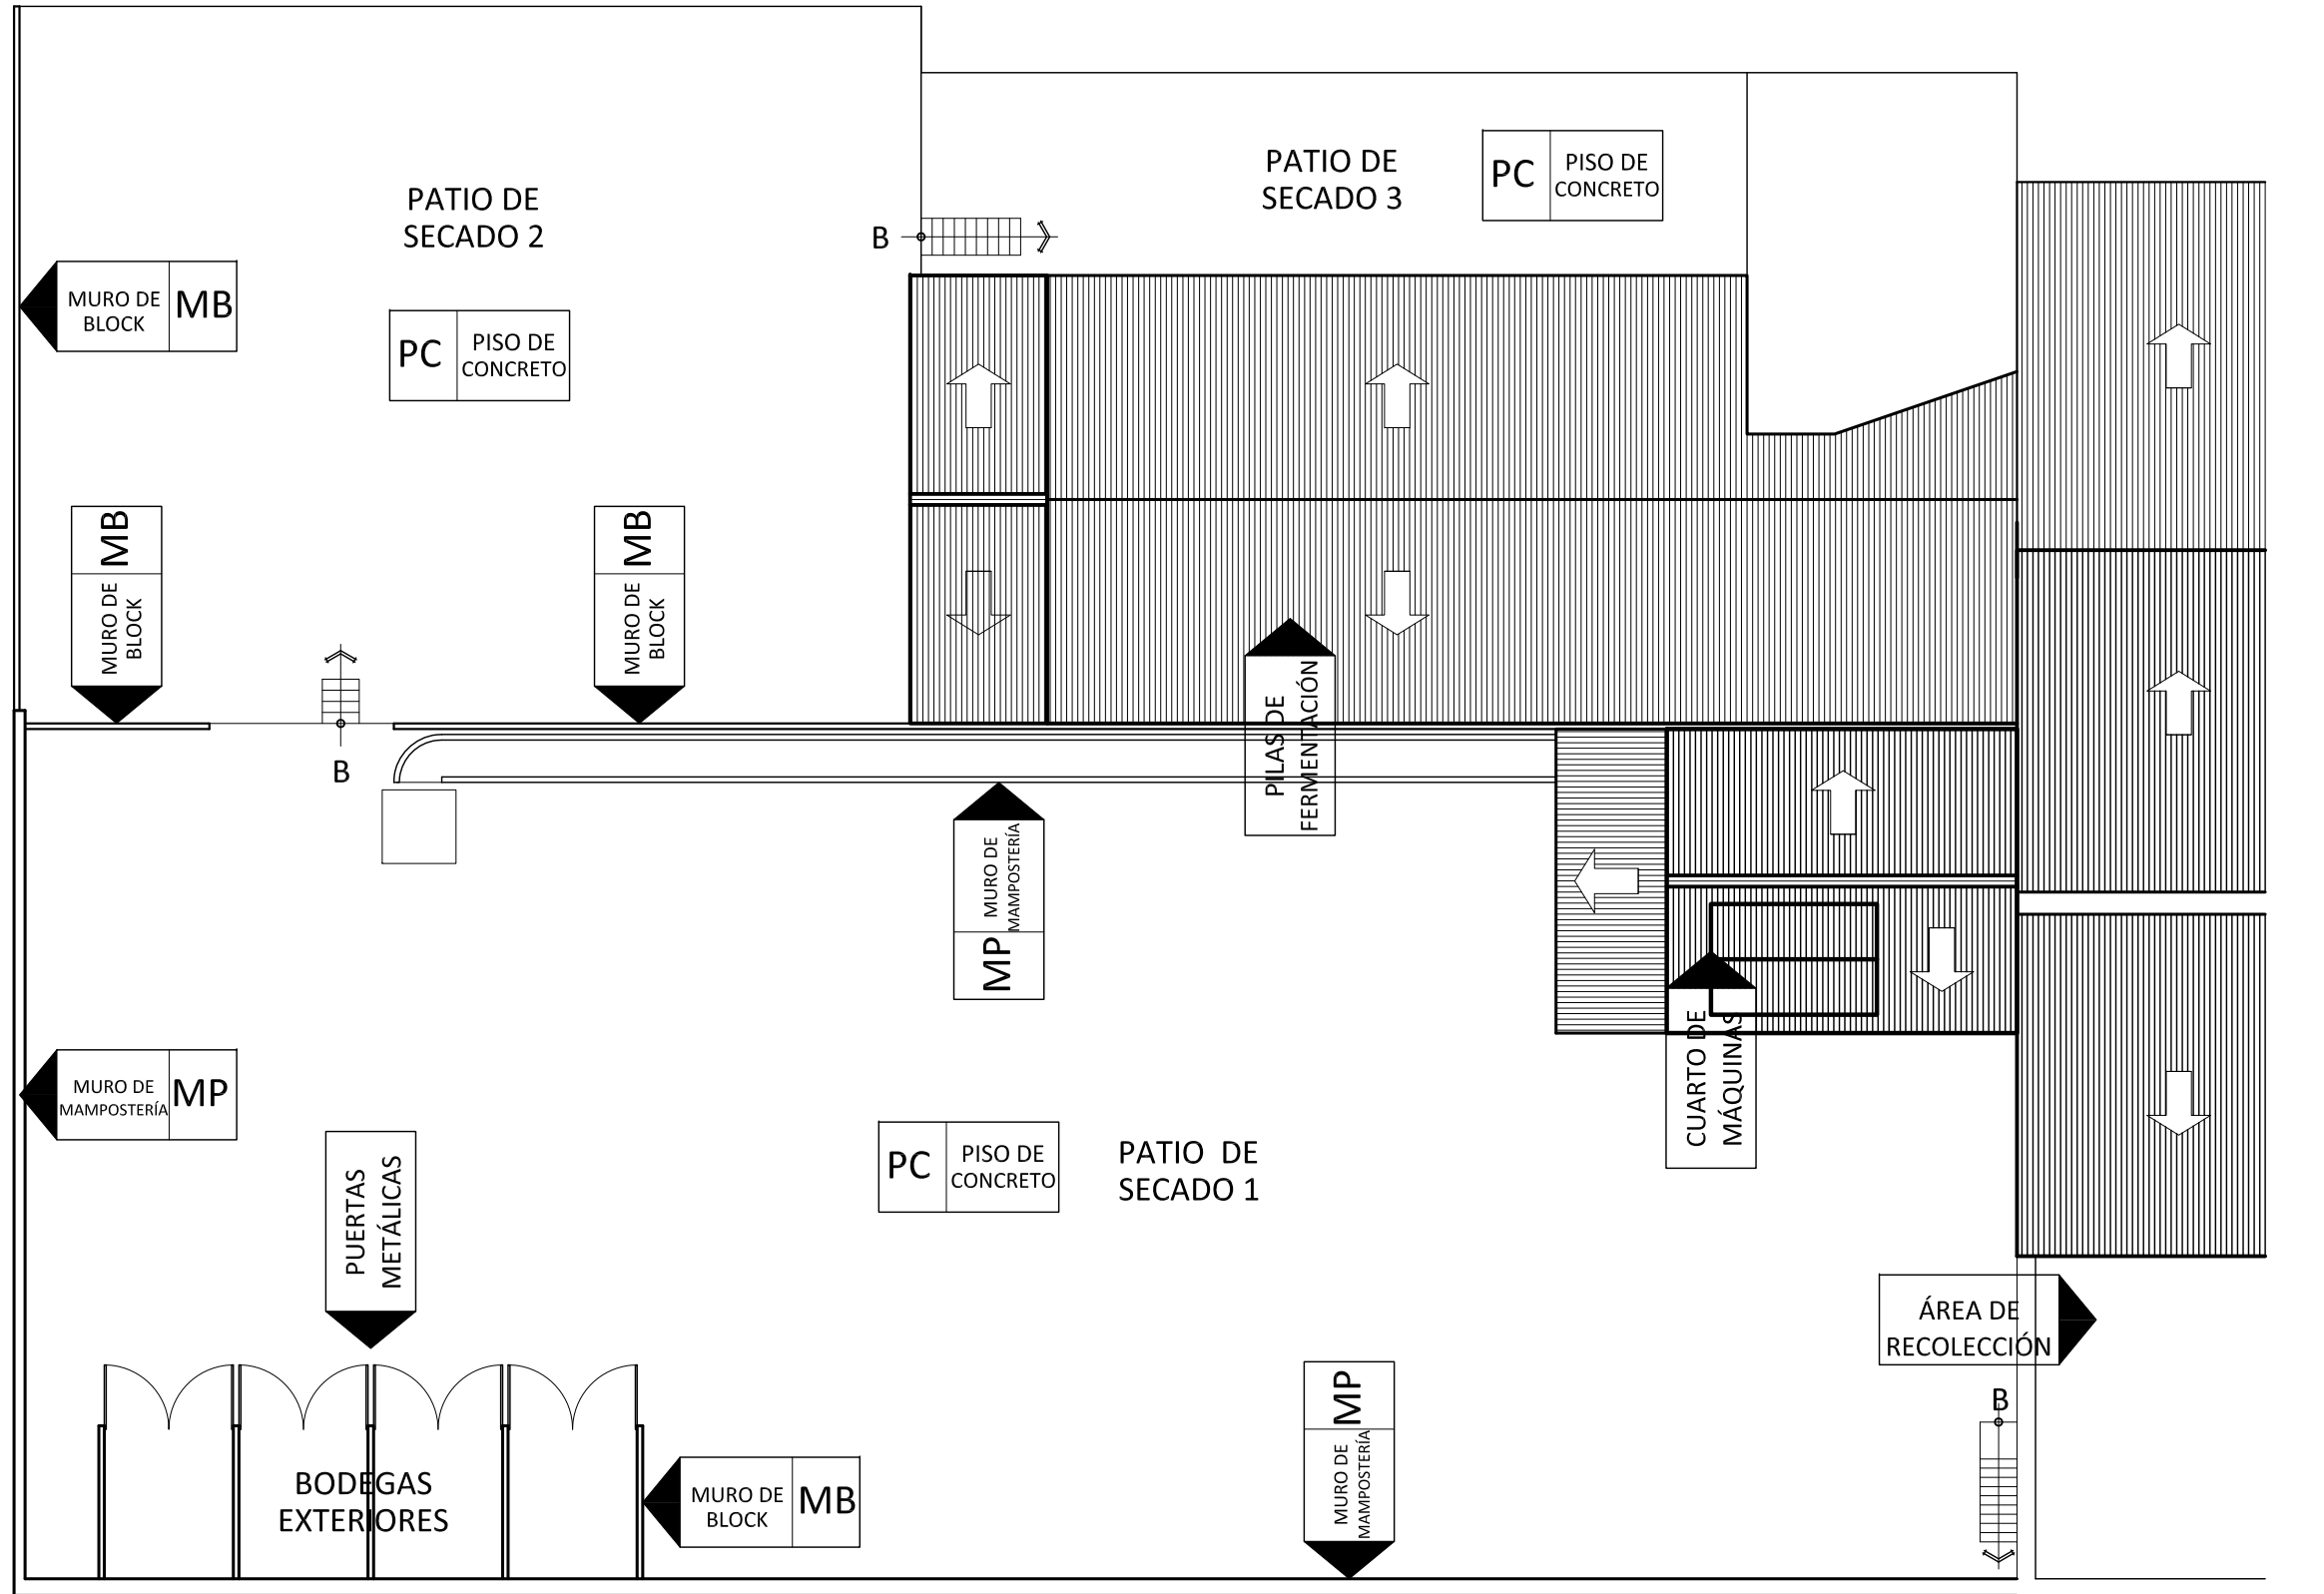 PATIO DE
SECADO 2
PATIO DE
SECADO 3
PC
PISO DE
CONCRETO
B
MURO DE
BLOCK
MB
PC
PISO DE
CONCRETO
MB
MURO DE
BLOCK
MB
MURO DE
BLOCK
B
PILAS DE
FERMENTACIÓN
MURO DE
MAMPOSTERÍA
MP
CUARTO DE
MÁQUINAS
MURO DE
MAMPOSTERÍA
MP
PUERTAS
METÁLICAS
PC
PISO DE
CONCRETO
PATIO DE
SECADO 1
ÁREA DE
RECOLECCIÓN
B
MP
MURO DE
MAMPOSTERÍA
BODEGAS
EXTERIORES
MURO DE
BLOCK
MB